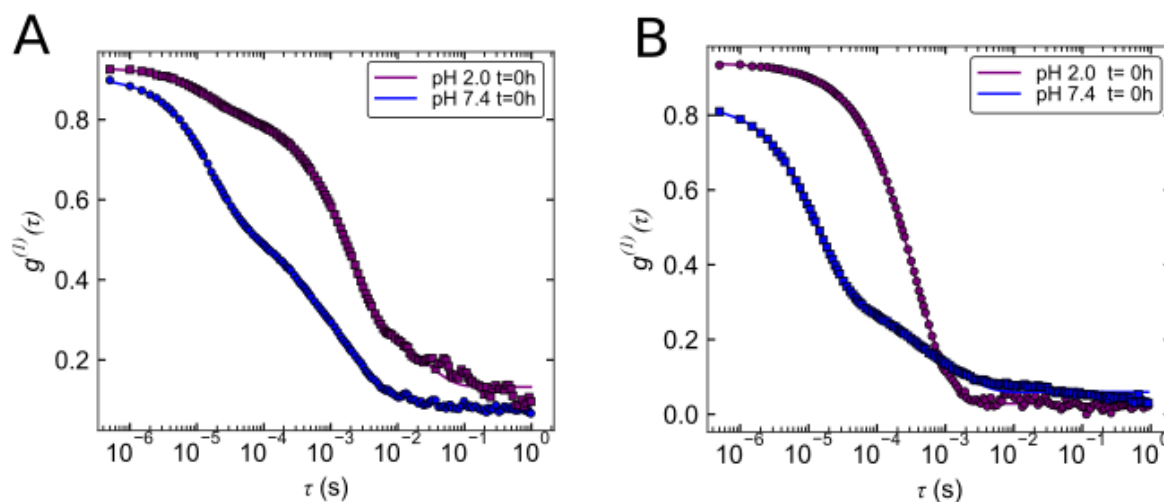 A
pH 2.0 t=0h
pH 7.4 t=0h
0.8
0.6
0.4
0.2
g⁽¹⁾(τ)
10⁻⁶ 10⁻⁵ 10⁻⁴ 10⁻³ 10⁻² 10⁻¹ 10⁰
τ (s)
B
pH 2.0 t= 0h
pH 7.4 t= 0h
0.8
0.6
0.4
0.2
0.0
g⁽¹⁾(τ)
10⁻⁶ 10⁻⁵ 10⁻⁴ 10⁻³ 10⁻² 10⁻¹ 10⁰
τ (s)